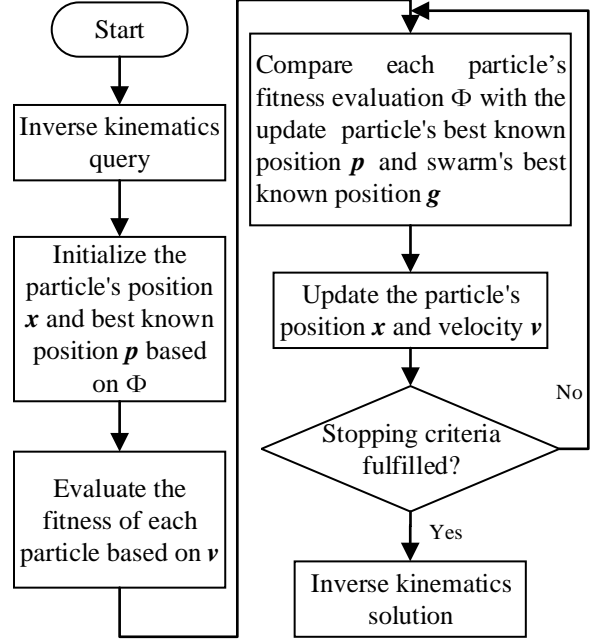 Start
Inverse kinematics
query
Initialize the
particle's position
x and best known
position p based
on Φ
Evaluate the
fitness of each
particle based on v
Compare each particle's
fitness evaluation Φ with the
update particle's best known
position p and swarm's best
known position g
Update the particle's
position x and velocity v
Stopping criteria
fulfilled?
No
Yes
Inverse kinematics
solution